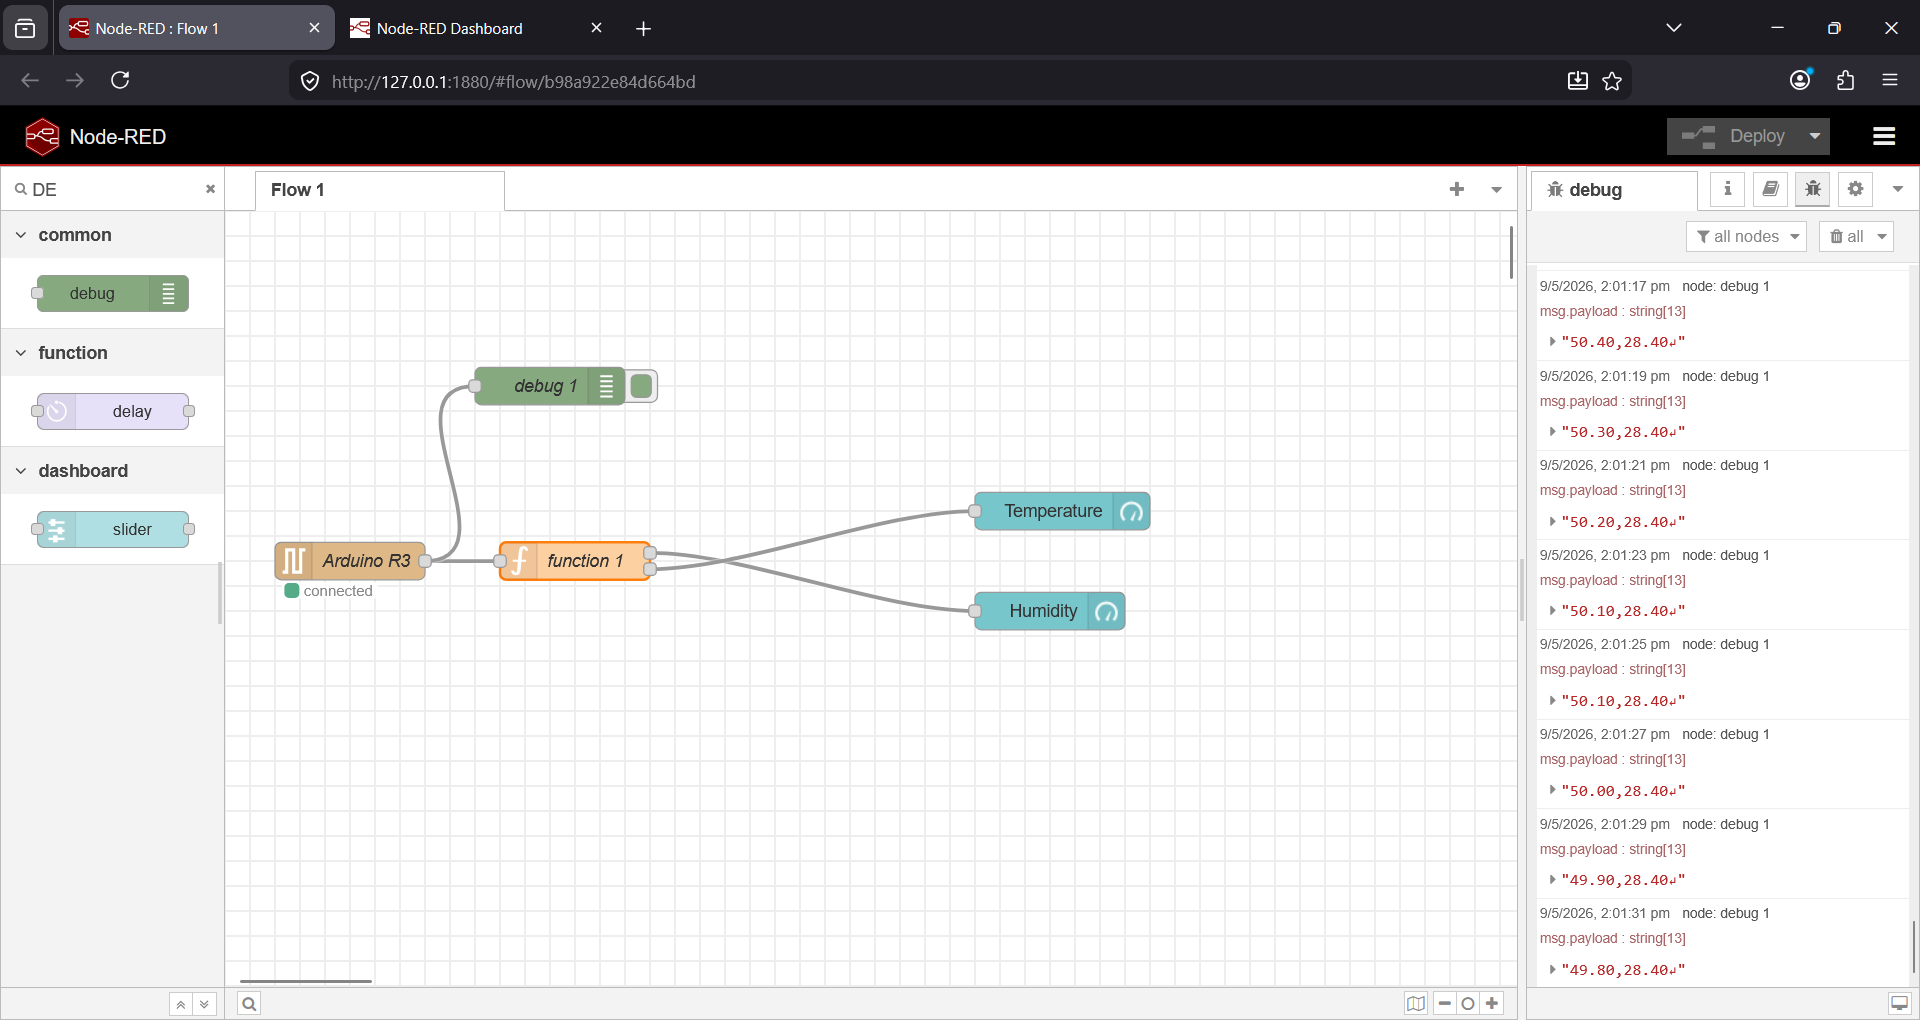 Node-RED : Flow 1
Node-RED Dashboard
http://127.0.0.1:1880/#flow/b98a922e84d664bd
Node-RED
Deploy
DE
Flow 1
debug
common
all nodes
all
debug
function
delay
dashboard
slider
debug 1
Temperature
Arduino R3
function 1
connected
Humidity
9/5/2026, 2:01:17 pm node: debug 1
msg.payload : string[13]
"50.40,28.40↵"
9/5/2026, 2:01:19 pm node: debug 1
msg.payload : string[13]
"50.30,28.40↵"
9/5/2026, 2:01:21 pm node: debug 1
msg.payload : string[13]
"50.20,28.40↵"
9/5/2026, 2:01:23 pm node: debug 1
msg.payload : string[13]
"50.10,28.40↵"
9/5/2026, 2:01:25 pm node: debug 1
msg.payload : string[13]
"50.10,28.40↵"
9/5/2026, 2:01:27 pm node: debug 1
msg.payload : string[13]
"50.00,28.40↵"
9/5/2026, 2:01:29 pm node: debug 1
msg.payload : string[13]
"49.90,28.40↵"
9/5/2026, 2:01:31 pm node: debug 1
msg.payload : string[13]
"49.80,28.40↵"